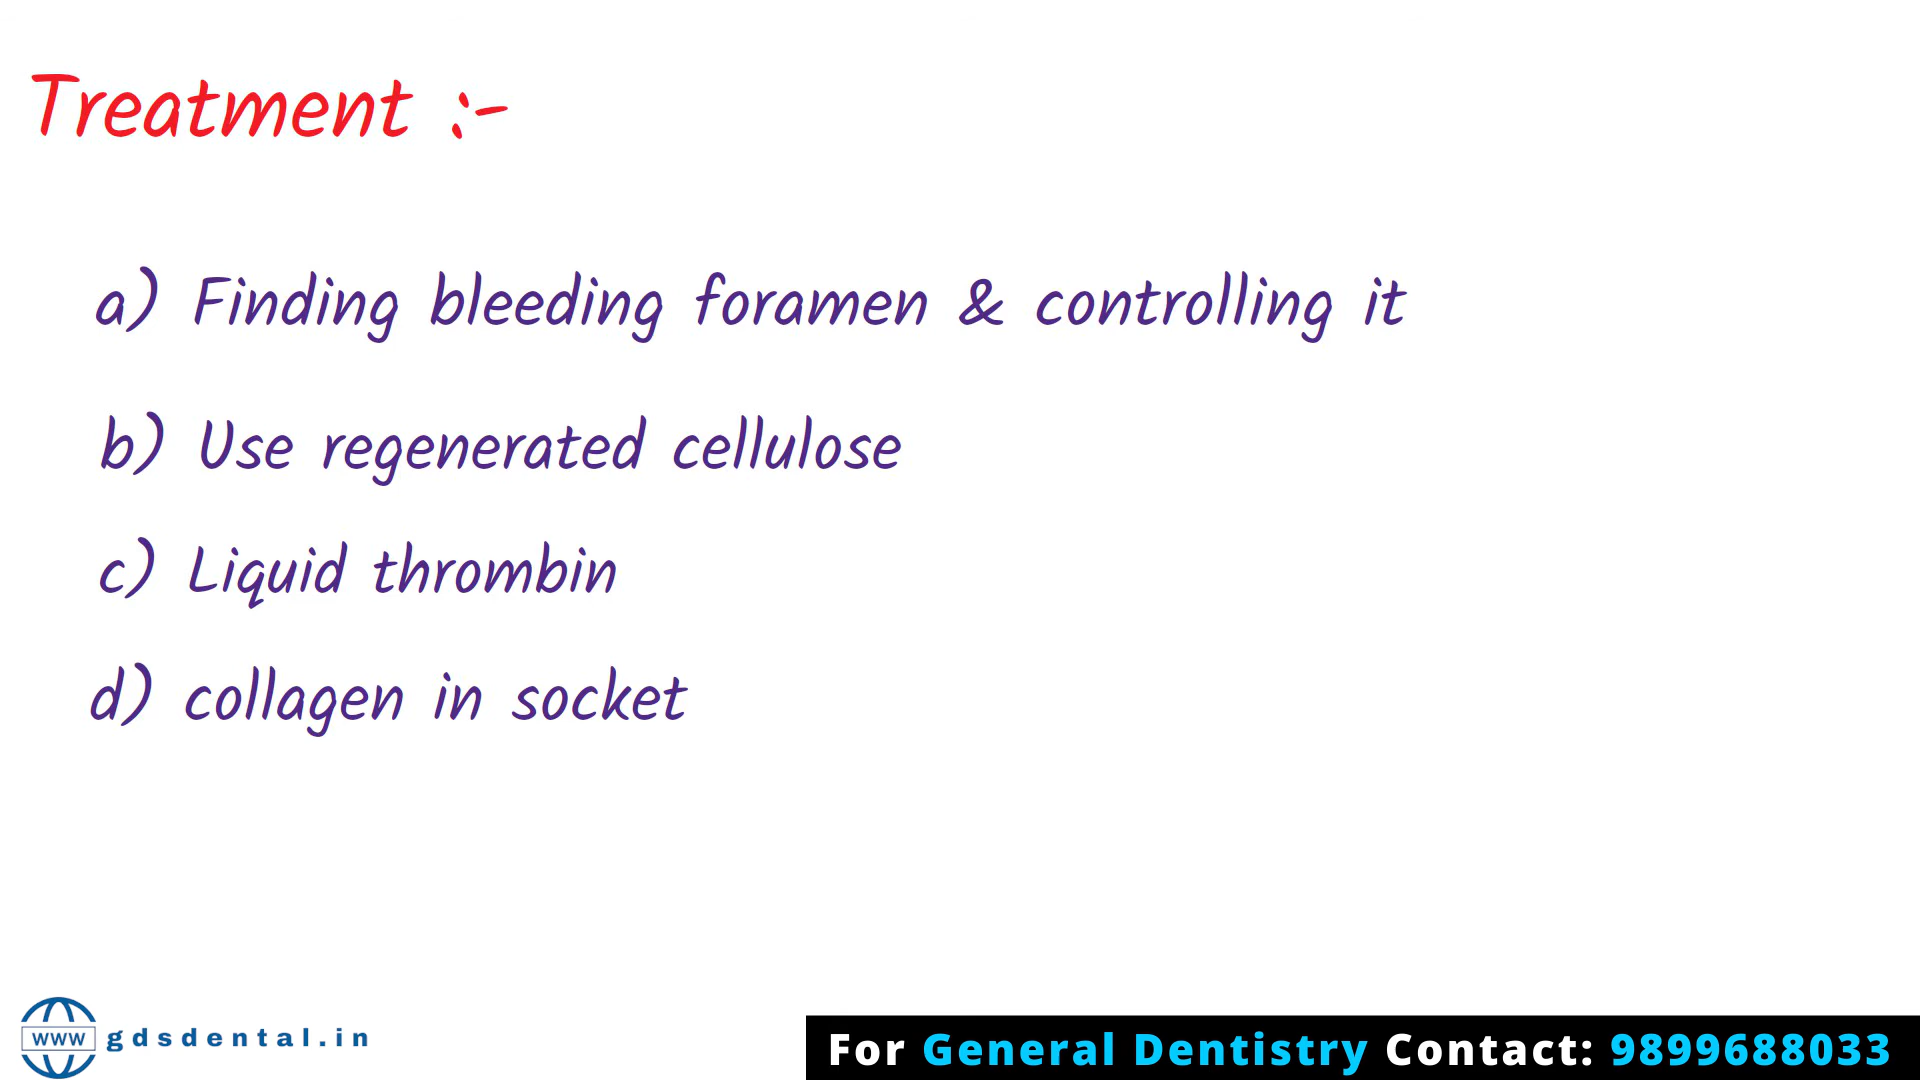 Treatment :-
a) Finding bleeding foramen & controlling it
b) Use regenerated cellulose
c) Liquid thrombin
d) collagen in socket
www gdsdental.in
For General Dentistry Contact: 9899688033